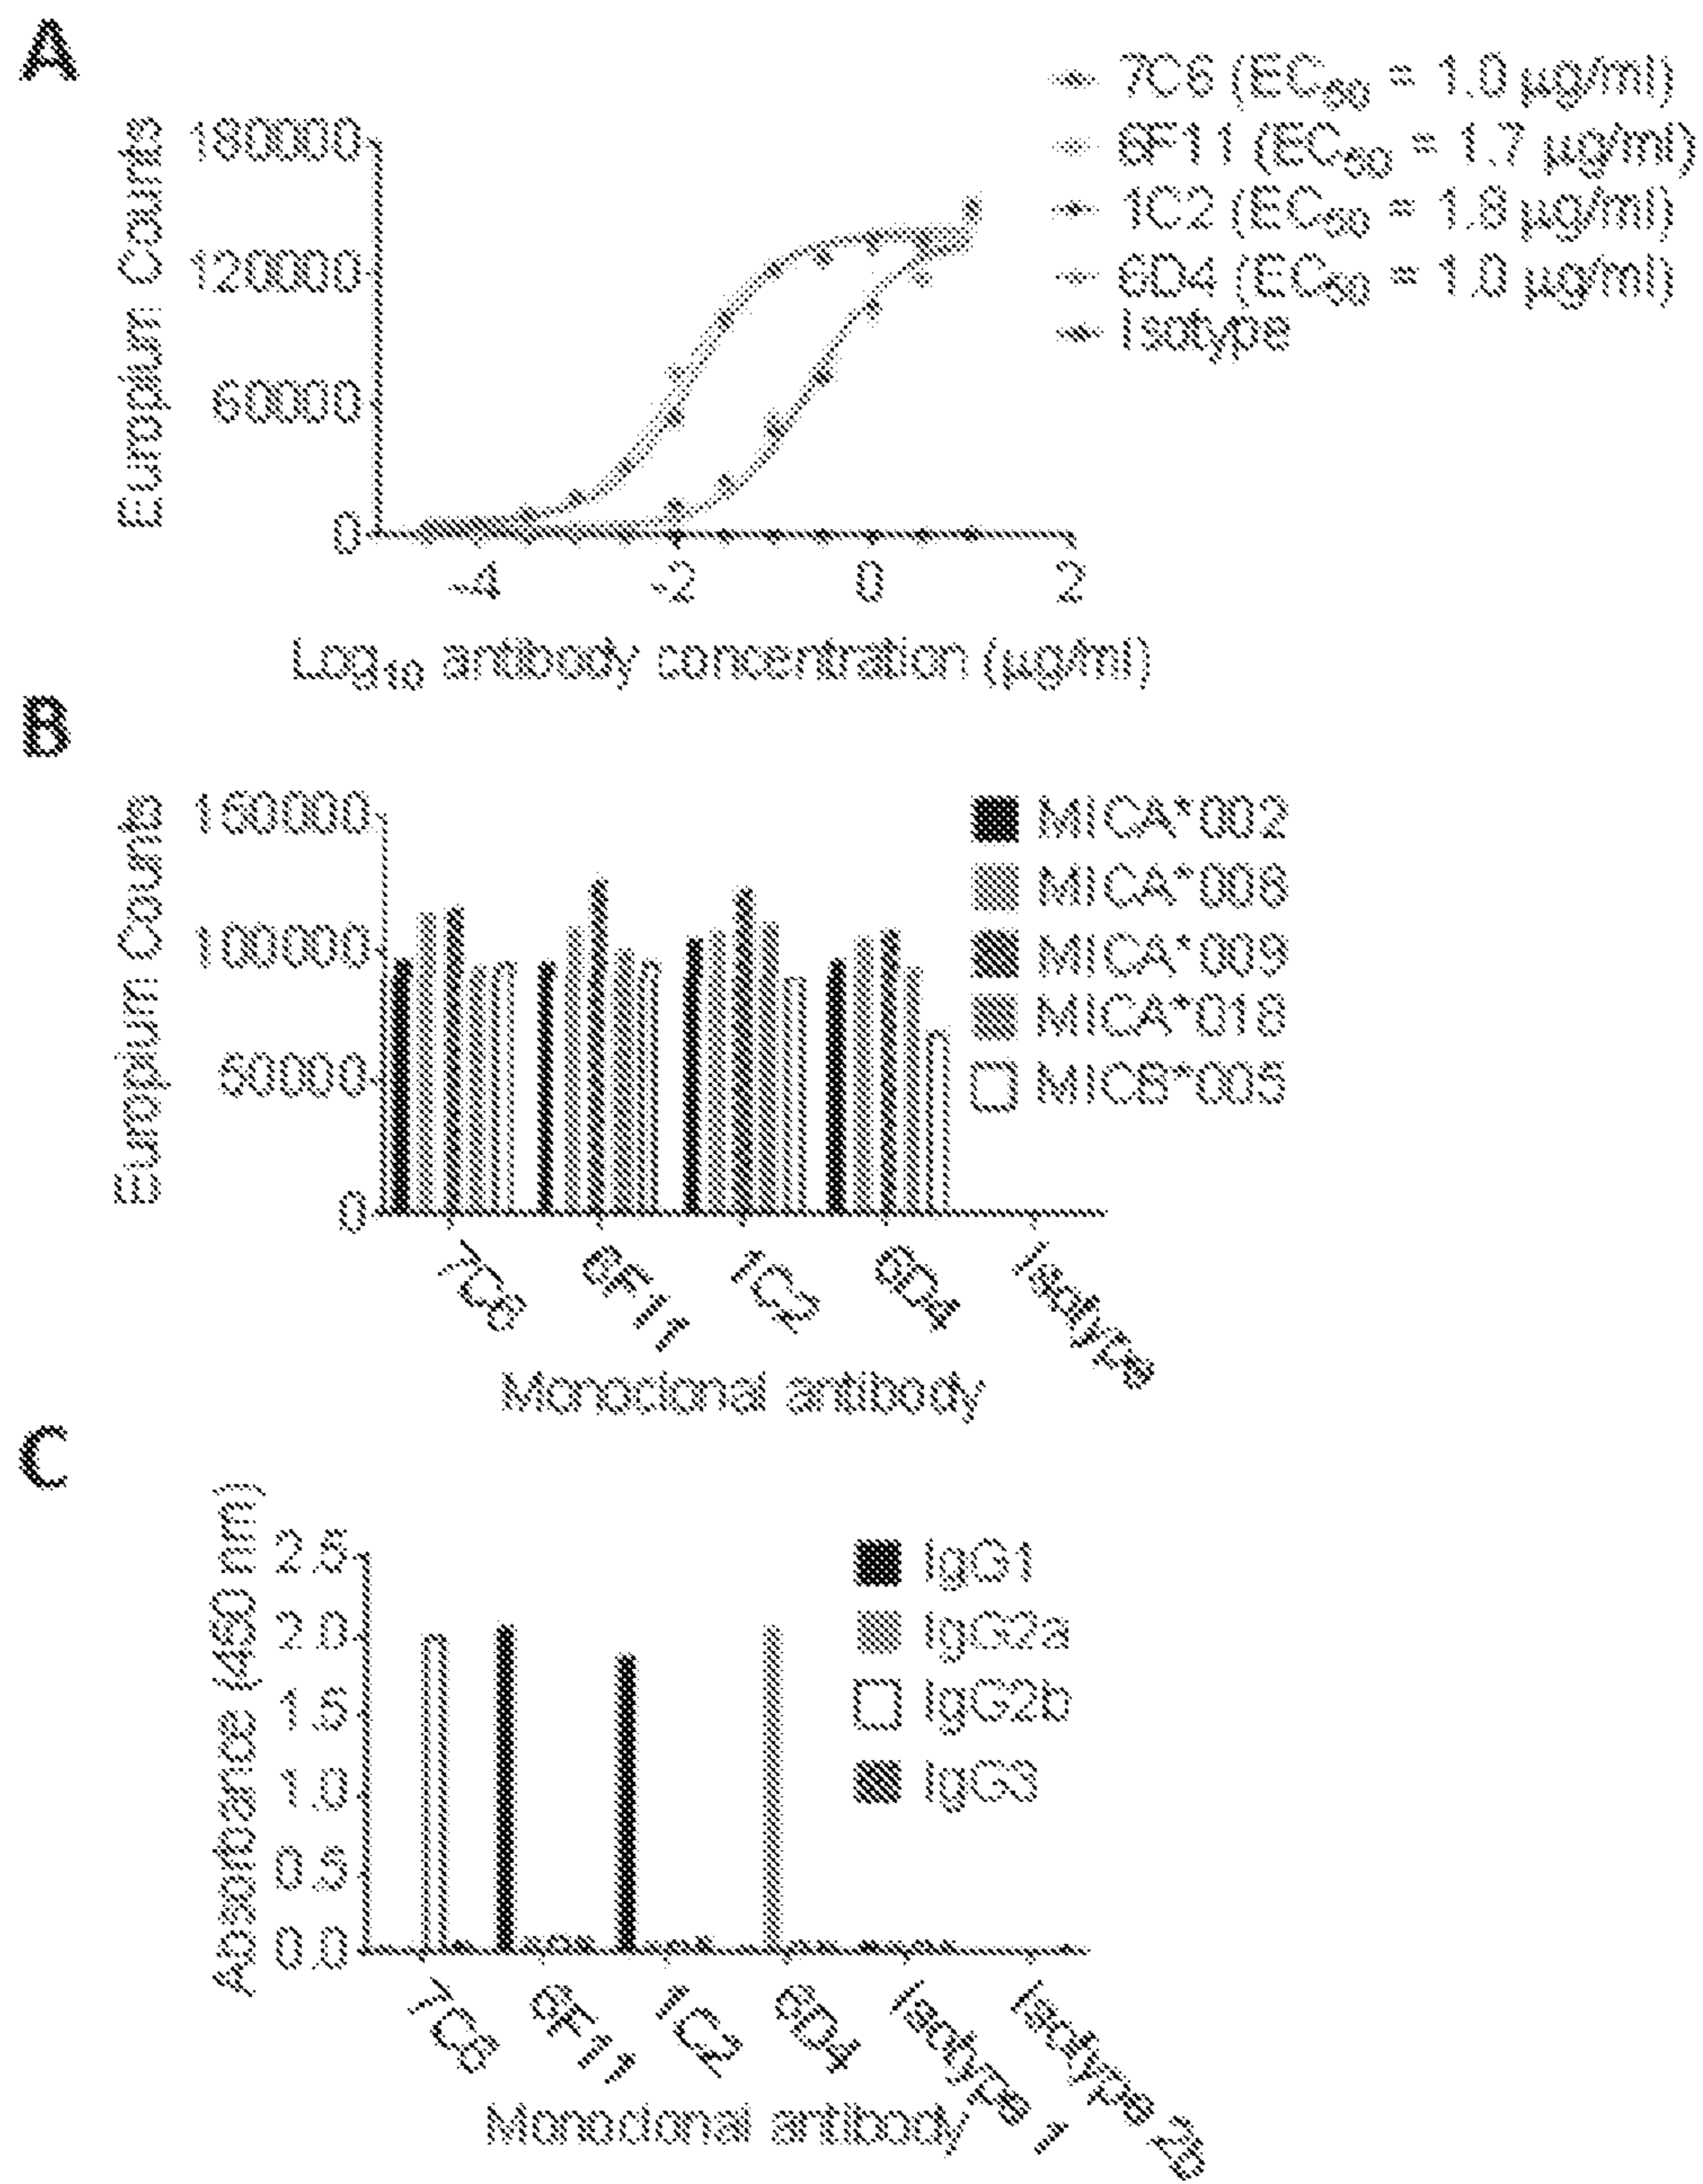 A
Europium Counts
180000
120000
60000
0
-4 -2 0 2
Log10 antibody concentration (µg/ml)
7C6 (EC50 = 1.0 µg/ml)
6F11 (EC50 = 1.7 µg/ml)
1C2 (EC50 = 1.8 µg/ml)
6D4 (EC50 = 1.0 µg/ml)
Isotype
B
Europium Counts
150000
100000
50000
0
7C6 6F11 1C2 6D4 Isotype
Monoclonal antibody
MICA*002
MICA*006
MICA*009
MICA*018
MICB*005
C
Absorbance (450 nm)
2.5
2.0
1.5
1.0
0.5
0.0
7C6 6F11 1C2 6D4 Isotype 1 Isotype 2b
Monoclonal antibody
IgG1
IgG2a
IgG2b
IgG3